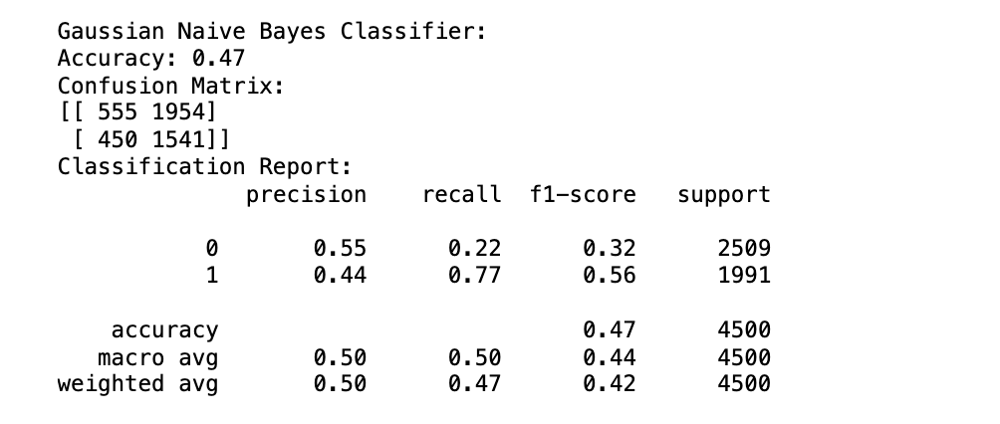 Gaussian Naive Bayes Classifier:
Accuracy: 0.47
Confusion Matrix:
[[ 555 1954]
 [ 450 1541]]
Classification Report:
              precision    recall  f1-score   support

           0       0.55      0.22      0.32      2509
           1       0.44      0.77      0.56      1991

    accuracy                           0.47      4500
   macro avg       0.50      0.50      0.44      4500
weighted avg       0.50      0.47      0.42      4500